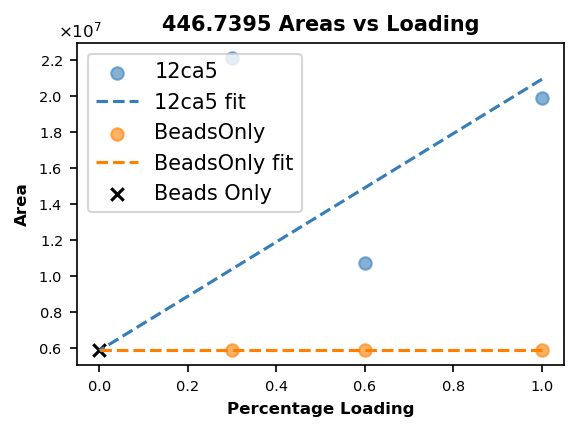 446.7395 Areas vs Loading
×10⁷
12ca5
12ca5 fit
BeadsOnly
BeadsOnly fit
Beads Only
2.2
2.0
1.8
1.6
1.4
1.2
1.0
0.8
0.6
Area
0.0 0.2 0.4 0.6 0.8 1.0
Percentage Loading